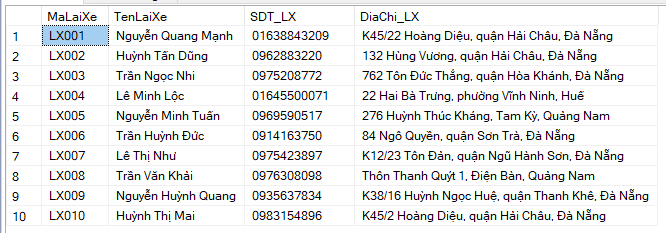 MaLaiXe TenLaiXe SDT_LX DiaChi_LX
1 LX001 Nguyễn Quang Mạnh 01638843209 K45/22 Hoàng Diệu, quận Hải Châu, Đà Nẵng
2 LX002 Huỳnh Tấn Dũng 0962883220 132 Hùng Vương, quận Hải Châu, Đà Nẵng
3 LX003 Trần Ngọc Nhi 0975208772 762 Tôn Đức Thắng, quận Hòa Khánh, Đà Nẵng
4 LX004 Lê Minh Lộc 01645500071 22 Hai Bà Trưng, phường Vĩnh Ninh, Huế
5 LX005 Nguyễn Minh Tuấn 0969590517 276 Huỳnh Thúc Kháng, Tam Kỳ, Quảng Nam
6 LX006 Trần Huỳnh Đức 0914163750 84 Ngô Quyền, quận Sơn Trà, Đà Nẵng
7 LX007 Lê Thị Như 0975423897 K12/23 Tôn Đản, quận Ngũ Hành Sơn, Đà Nẵng
8 LX008 Trần Văn Khải 0976308098 Thôn Thanh Quýt 1, Điện Bàn, Quảng Nam
9 LX009 Nguyễn Huỳnh Quang 0935637834 K38/16 Huỳnh Ngọc Huệ, quận Thanh Khê, Đà Nẵng
10 LX010 Huỳnh Thị Mai 0983154896 K45/2 Hoàng Diệu, quận Hải Châu, Đà Nẵng